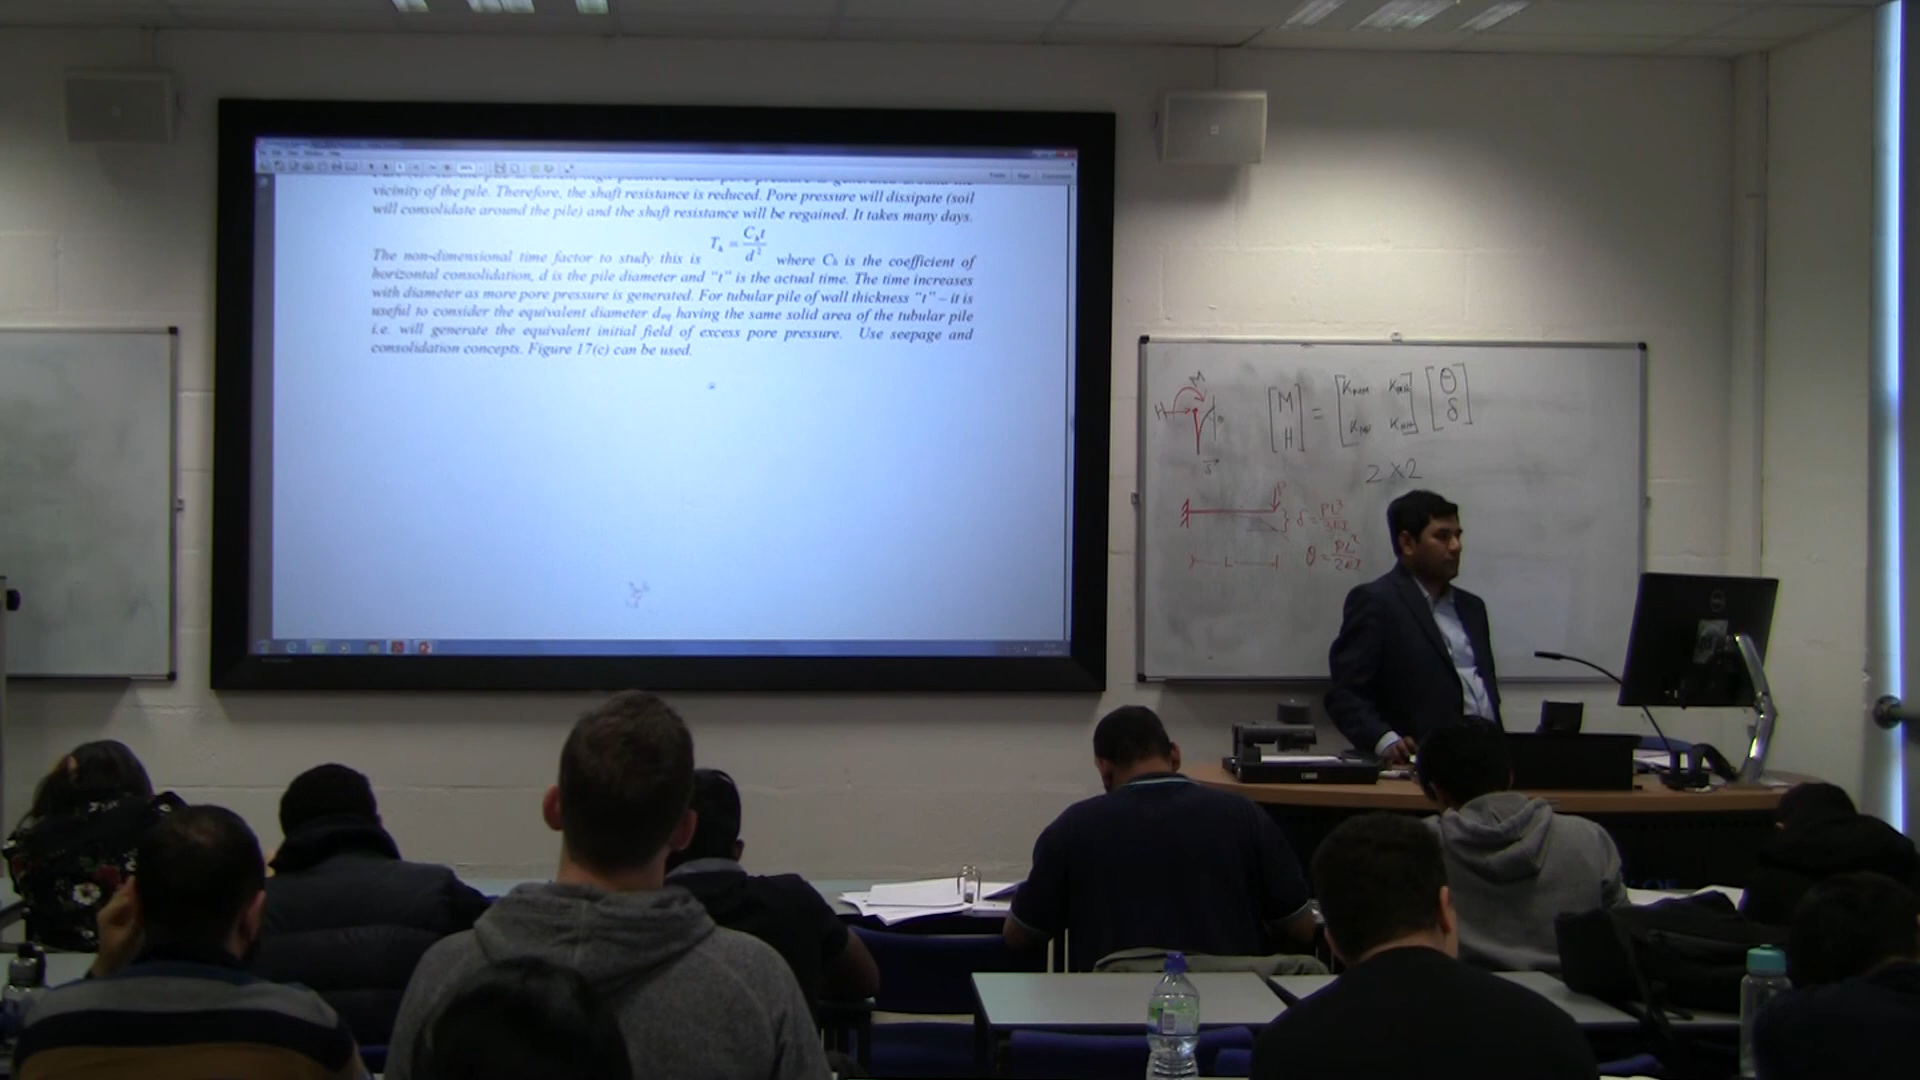 vicinity of the pile. Therefore, the shaft resistance is reduced. Pore pressure will dissipate (soil
will consolidate around the pile) and the shaft resistance will be regained. It takes many days.
The non-dimensional time factor to study this is Tₕ = Cₕt / d² where Cₕ is the coefficient of
horizontal consolidation, d is the pile diameter and "t" is the actual time. The time increases
with diameter as more pore pressure is generated. For tubular pile of wall thickness "t" – it is
useful to consider the equivalent diameter deq having the same solid area of the tubular pile
i.e. will generate the equivalent initial field of excess pore pressure. Use seepage and
consolidation concepts. Figure 17(c) can be used.
M
H
θ
[M H] = [ ] [θ δ]
2 X 2
P
δ = PL³/3EI
L
θ = PL²/2EI
DELL